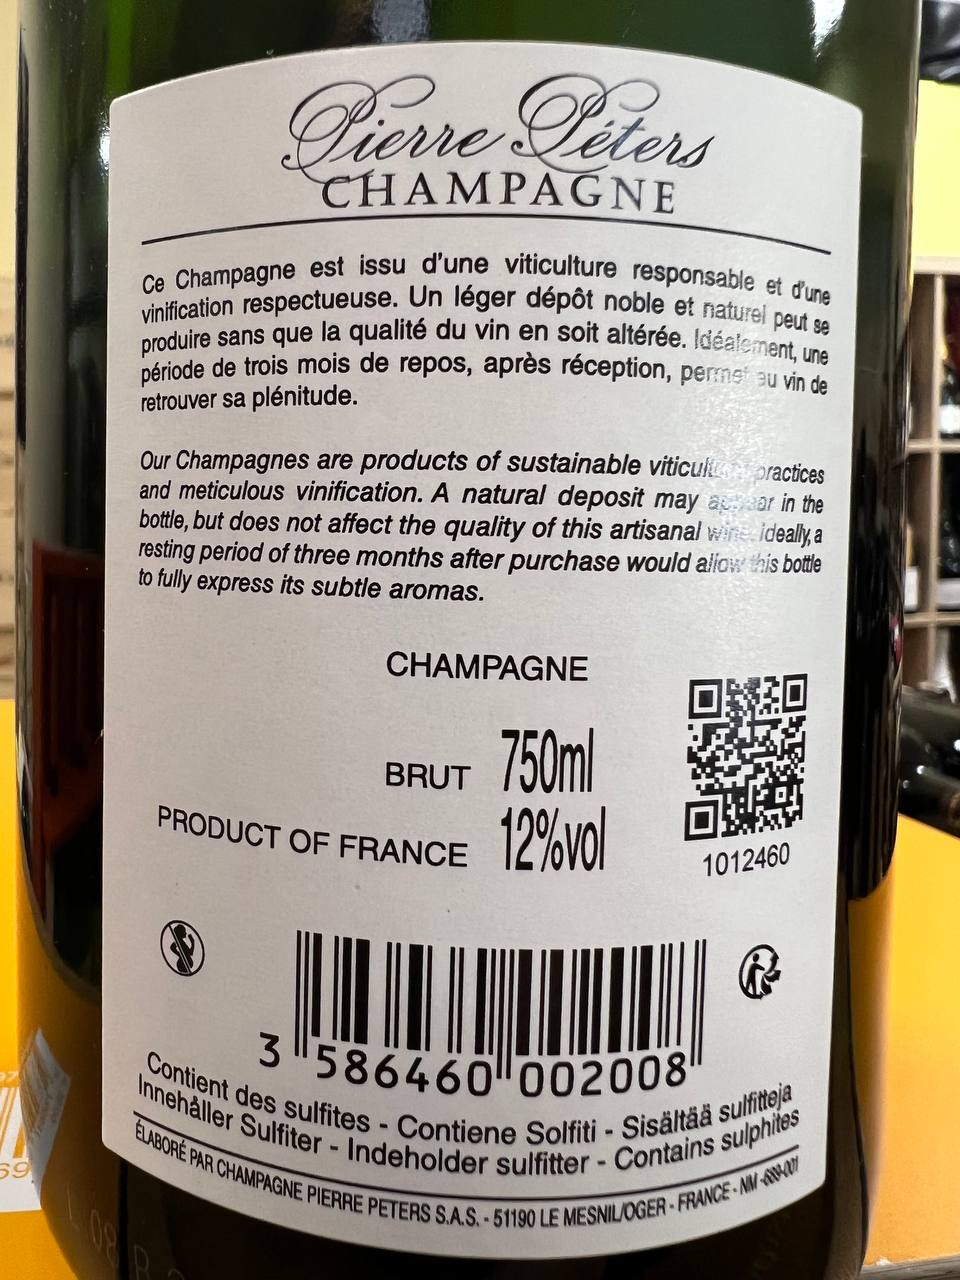 Pierre Péters
CHAMPAGNE
Ce Champagne est issu d'une viticulture responsable et d'une
vinification respectueuse. Un léger dépôt noble et naturel peut se
produire sans que la qualité du vin en soit altérée. Idéalement, une
période de trois mois de repos, après réception, permet au vin de
retrouver sa plénitude.
Our Champagnes are products of sustainable practices
and meticulous vinification. A natural deposit may appear in the
bottle, but does not affect the quality of this artisanal wine. ideally, a
resting period of three months after purchase would allow this bottle
to fully express its subtle aromas.
CHAMPAGNE
BRUT 750ml
PRODUCT OF FRANCE 12%vol
1012460
3 586460 002008
Contient des sulfites - Contiene Solfiti - Sisältää sulfitteja
Innehåller Sulfiter - Indeholder sulfitter - Contains sulphites
ÉLABORÉ PAR CHAMPAGNE PIERRE PETERS S.A.S. - 51190 LE MESNIL/OGER - FRANCE - NM -689-001